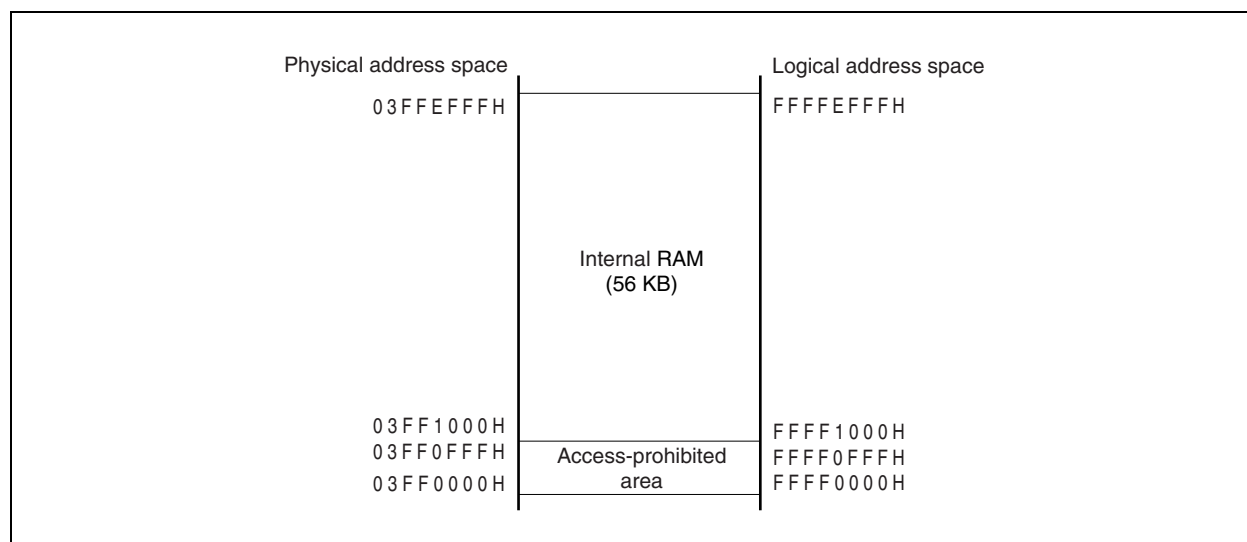 Physical address space
Logical address space
03FFEFFFH
FFFFEFFFH
Internal RAM
(56 KB)
03FF1000H
FFFF1000H
03FF0FFFH
Access-prohibited
area
FFFF0FFFH
03FF0000H
FFFF0000H